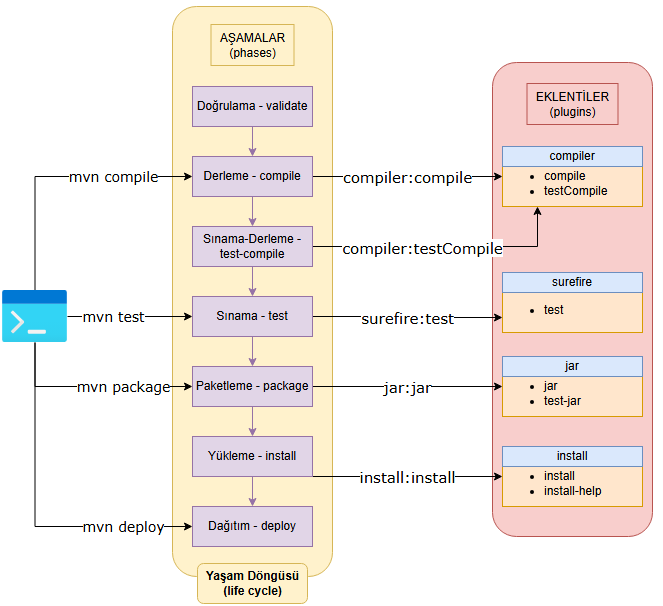 AŞAMALAR
(phases)
Doğrulama - validate
mvn compile
Derleme - compile
compiler:compile
Sınama-Derleme -
test-compile
compiler:testCompile
>_
mvn test
Sınama - test
surefire:test
mvn package
Paketleme - package
jar:jar
Yükleme - install
install:install
mvn deploy
Dağıtım - deploy
Yaşam Döngüsü
(life cycle)
EKLENTİLER
(plugins)
compiler
• compile
• testCompile
surefire
• test
jar
• jar
• test-jar
install
• install
• install-help